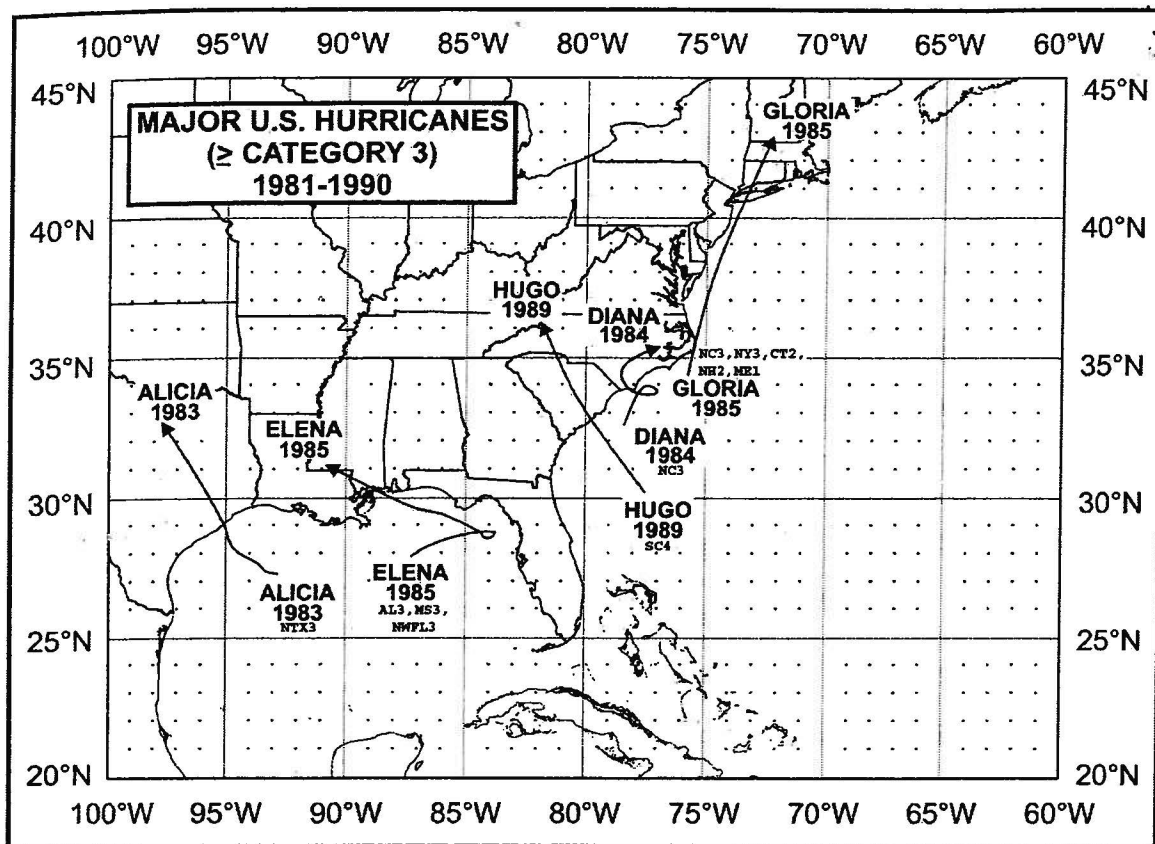 100°W 95°W 90°W 85°W 80°W 75°W 70°W 65°W 60°W
45°N 45°N
MAJOR U.S. HURRICANES
(≥ CATEGORY 3)
1981-1990
GLORIA
1985
40°N 40°N
HUGO
1989
DIANA
1984
35°N 35°N
NC3,NY3,CT2,
NH2,ME1
GLORIA
1985
ALICIA
1983
ELENA
1985
DIANA
1984
NC3
30°N 30°N
HUGO
1989
SC4
ELENA
1985
AL3,MS3,
NWFL3
ALICIA
1983
NTX3
25°N 25°N
20°N 20°N
100°W 95°W 90°W 85°W 80°W 75°W 70°W 65°W 60°W